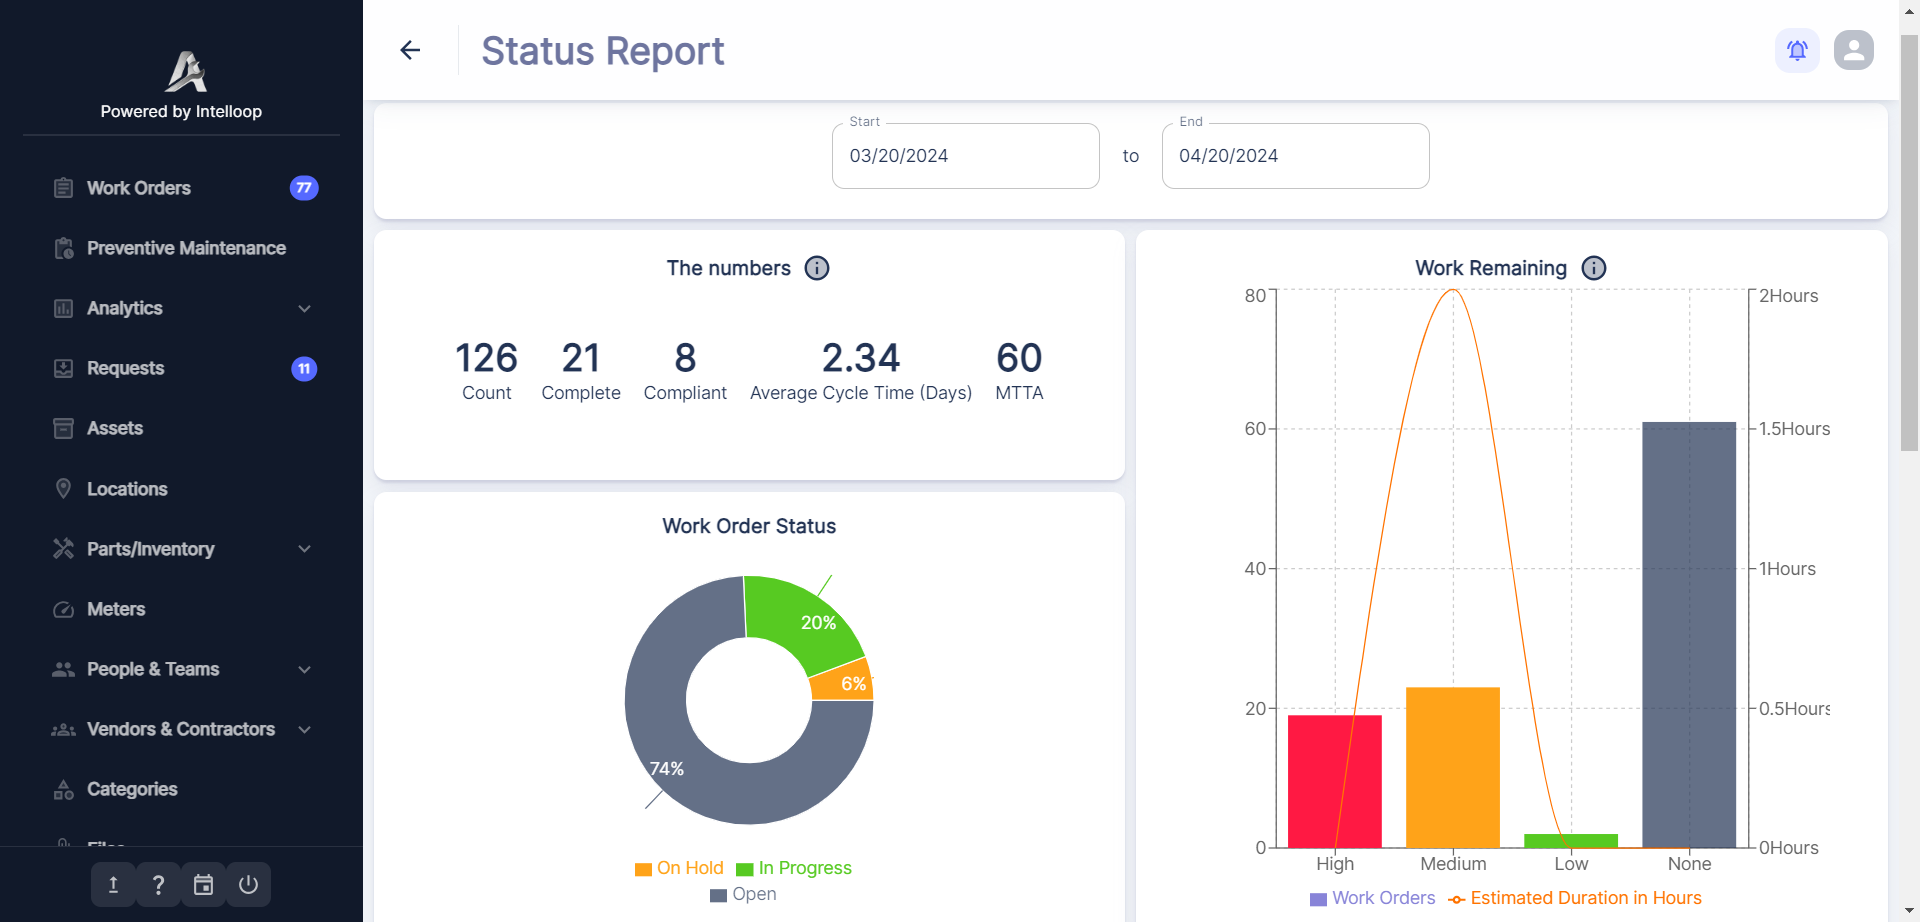 Powered by Intelloop
Work Orders 77
Preventive Maintenance
Analytics
Requests 11
Assets
Locations
Parts/Inventory
Meters
People & Teams
Vendors & Contractors
Categories
Files
Status Report
Start
03/20/2024
to
End
04/20/2024
The numbers
126 21 8 2.34 60
Count Complete Compliant Average Cycle Time (Days) MTTA
Work Order Status
20%
6%
74%
On Hold In Progress
Open
Work Remaining
80 2Hours
60 1.5Hours
40 1Hours
20 0.5Hours
0 0Hours
High Medium Low None
Work Orders Estimated Duration in Hours